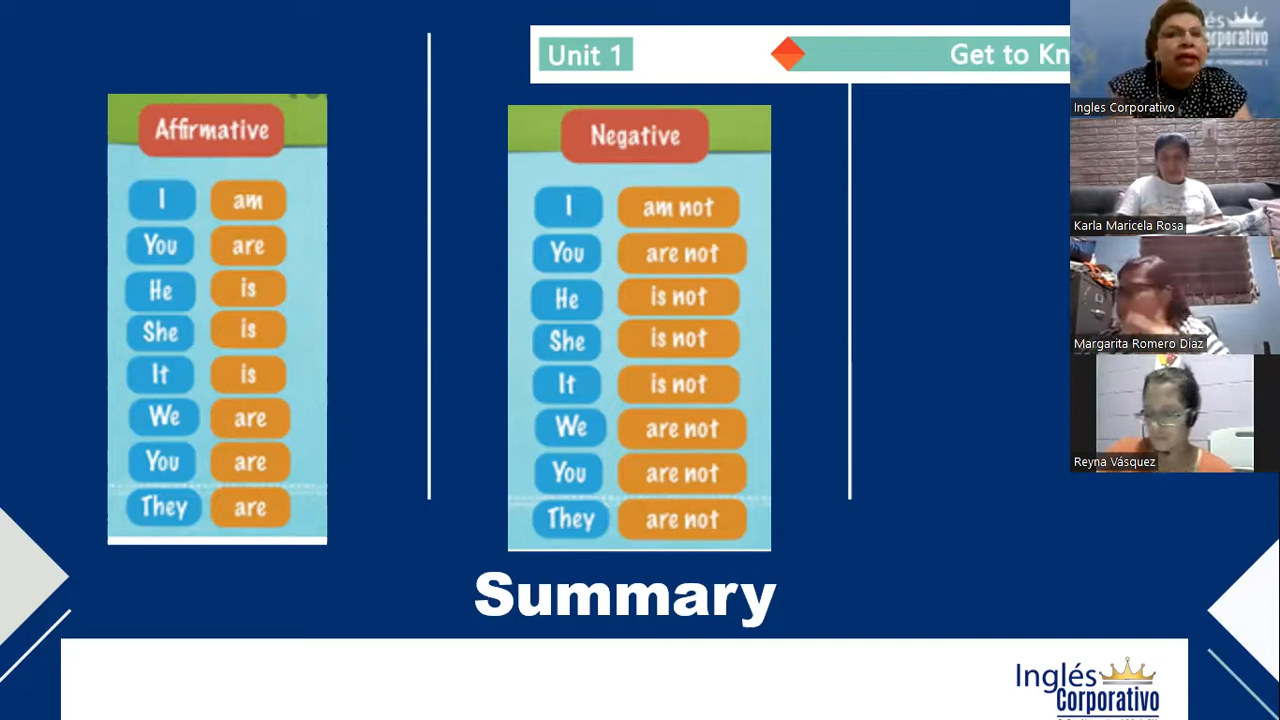 Unit 1
Get to Kn
Affirmative
I am
You are
He is
She is
It is
We are
You are
They are
Negative
I am not
You are not
He is not
She is not
It is not
We are not
You are not
They are not
Summary
Inglés
Corporativo
és
orporativo
Ingles Corporativo
Karla Maricela Rosa
Margarita Romero Diaz
Reyna Vásquez